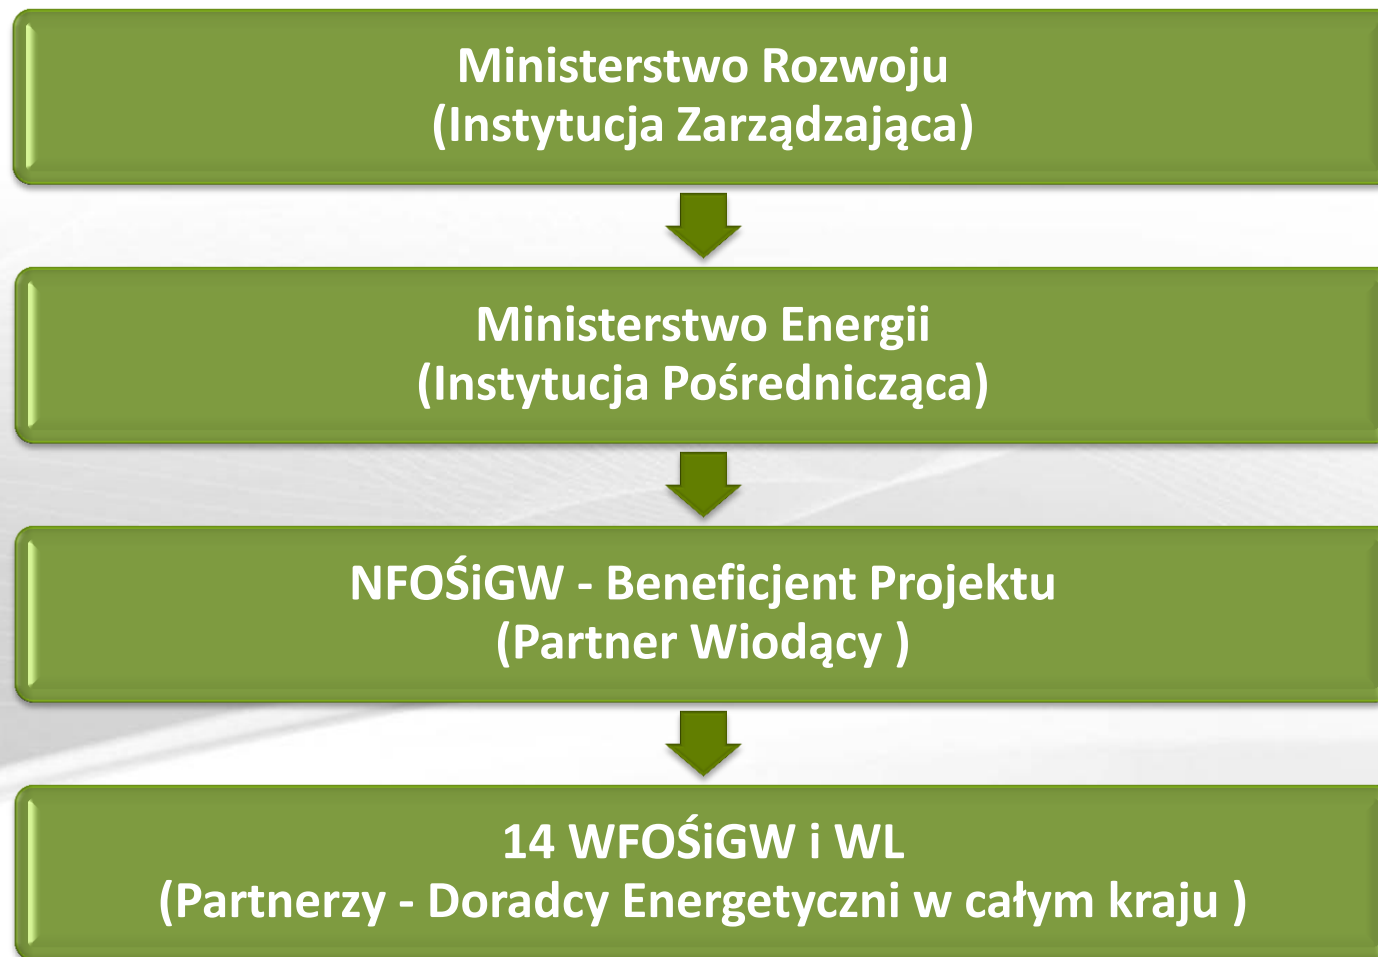 Ministerstwo Rozwoju
(Instytucja Zarządzająca)
Ministerstwo Energii
(Instytucja Pośrednicząca)
NFOŚiGW - Beneficjent Projektu
(Partner Wiodący )
14 WFOŚiGW i WL
(Partnerzy - Doradcy Energetyczni w całym kraju )